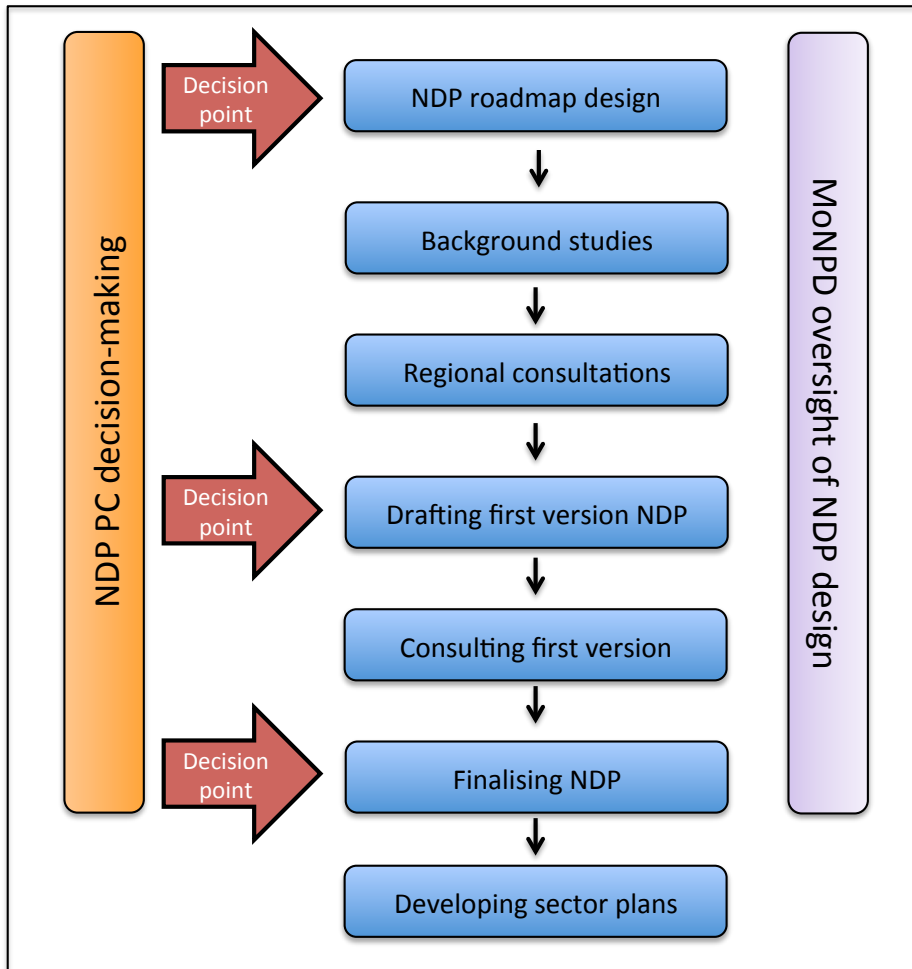 NDP PC decision-making
Decision
point
NDP roadmap design
Background studies
Regional consultations
Decision
point
Drafting first version NDP
Consulting first version
Decision
point
Finalising NDP
Developing sector plans
MoNPD oversight of NDP design